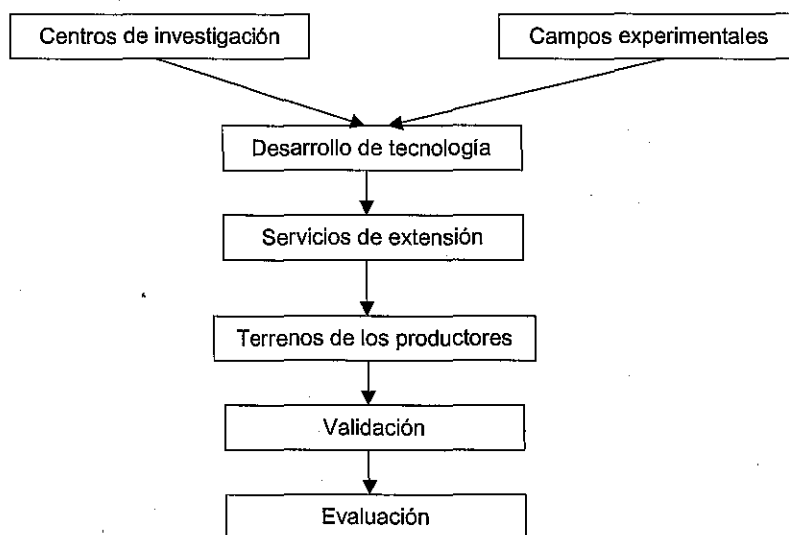 Centros de investigación
Campos experimentales
Desarrollo de tecnología
Servicios de extensión
Terrenos de los productores
Validación
Evaluación